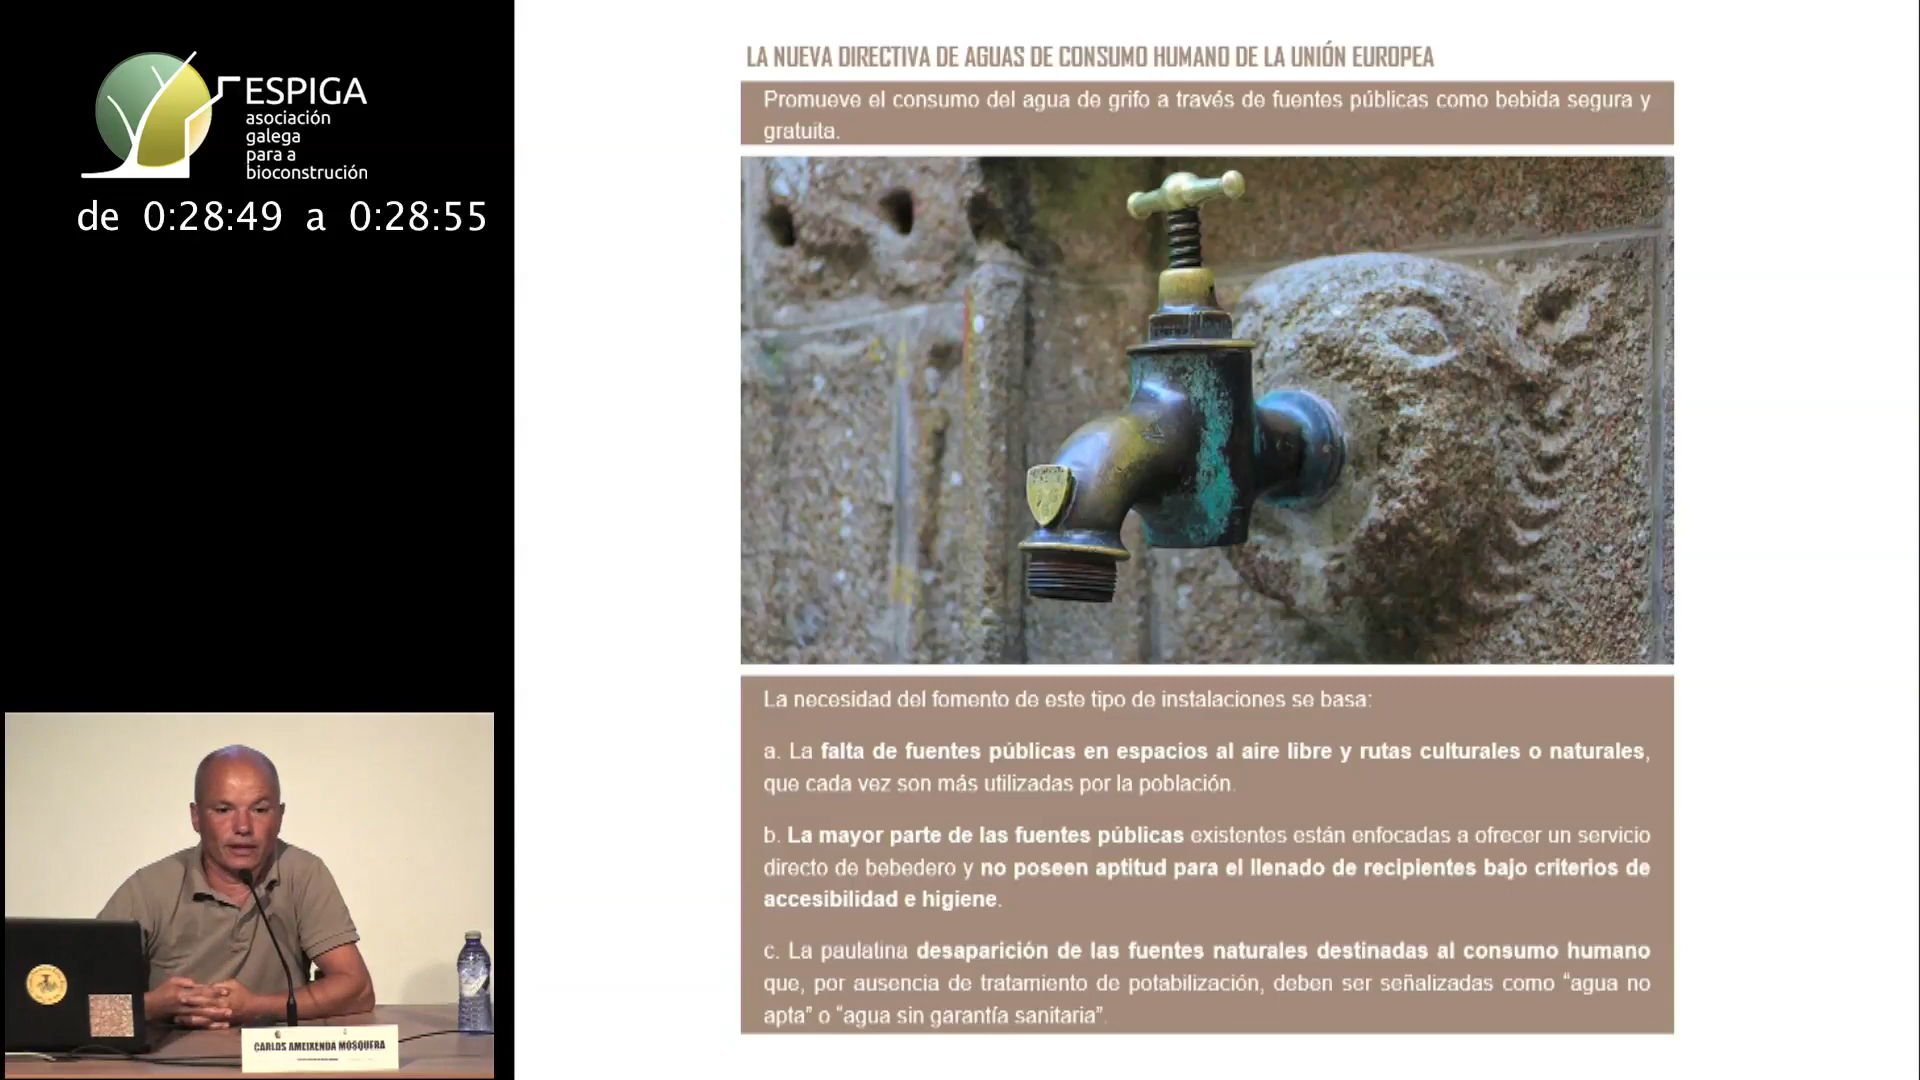 ESPIGA
asociación
galega
para a
bioconstrución
de 0:28:49 a 0:28:55
LA NUEVA DIRECTIVA DE AGUAS DE CONSUMO HUMANO DE LA UNIÓN EUROPEA
Promueve el consumo del agua de grifo a través de fuentes públicas como bebida segura y
gratuita.
La necesidad del fomento de este tipo de instalaciones se basa:
a. La falta de fuentes públicas en espacios al aire libre y rutas culturales o naturales,
que cada vez son más utilizadas por la población.
b. La mayor parte de las fuentes públicas existentes están enfocadas a ofrecer un servicio
directo de bebedero y no poseen aptitud para el llenado de recipientes bajo criterios de
accesibilidad e higiene.
c. La paulatina desaparición de las fuentes naturales destinadas al consumo humano
que, por ausencia de tratamiento de potabilización, deben ser señalizadas como “agua no
apta” o “agua sin garantía sanitaria”.
CARLOS AMEIXENDA MOSQUERA